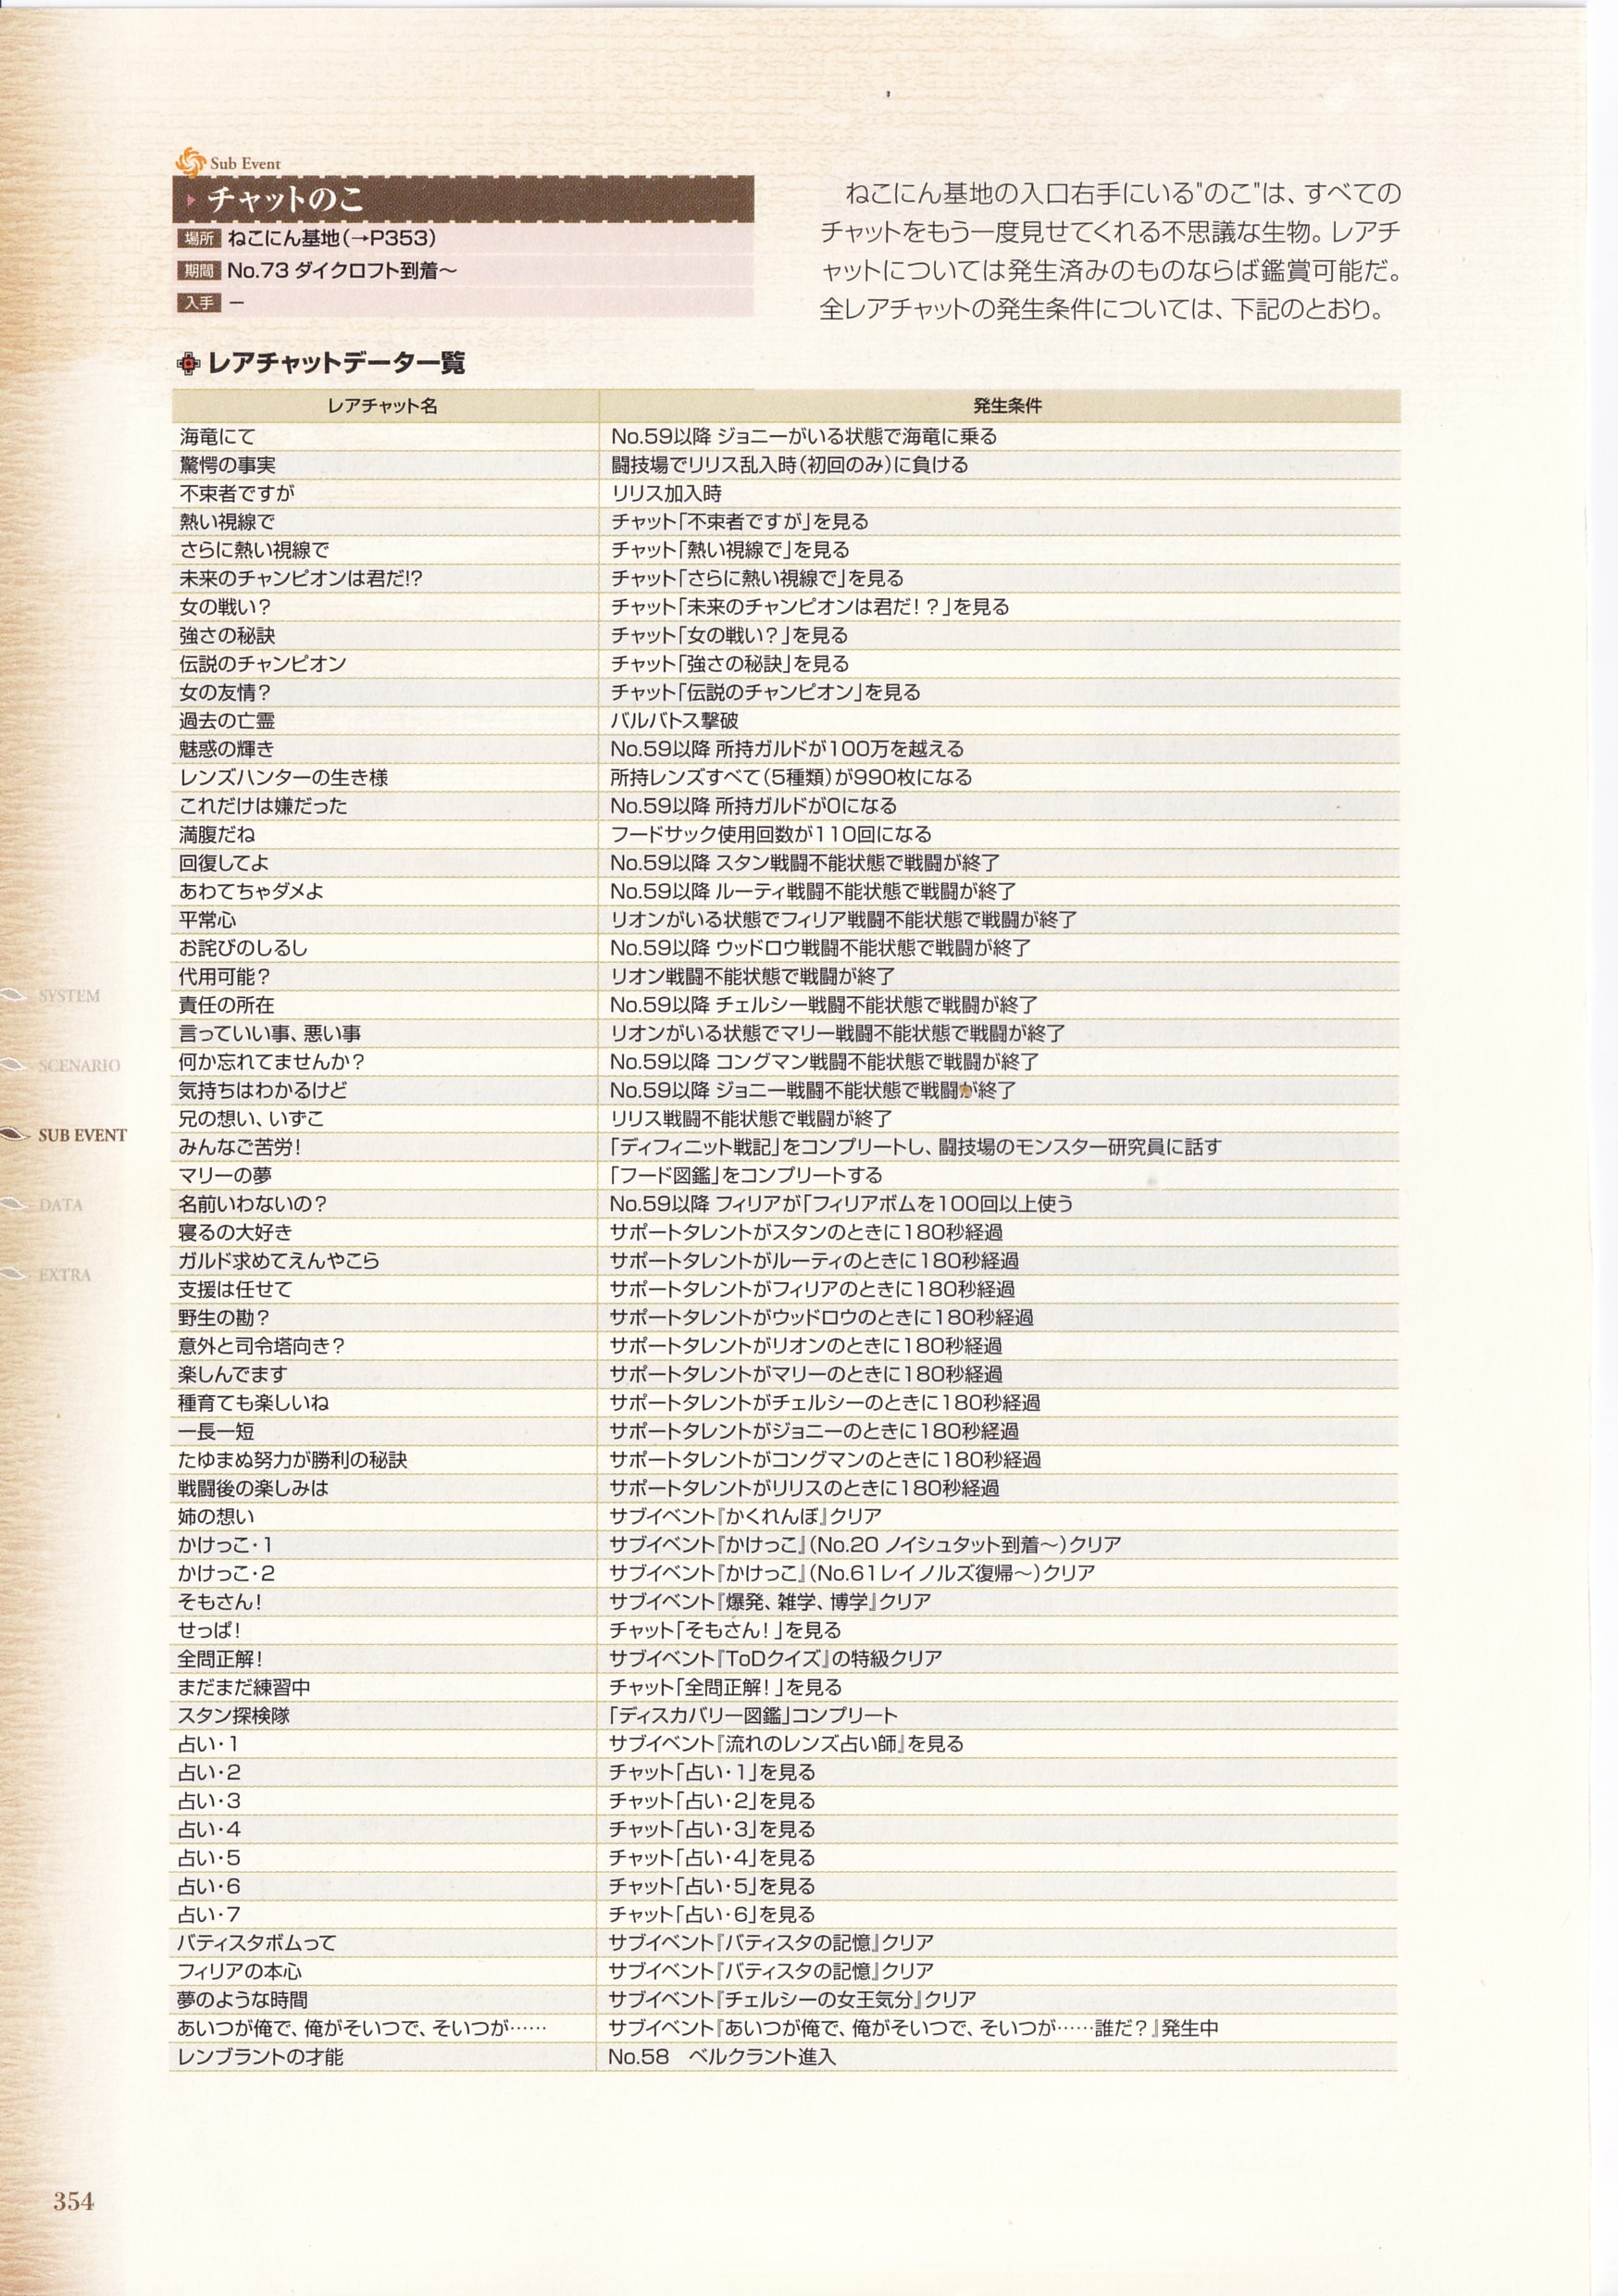 Sub Event
チャットのこ
場所 ねこにん基地(→P353)
期間 No.73 ダイクロフト到着〜
入手 ー
ねこにん基地の入口右手にいる"のこ"は、すべての
チャットをもう一度見せてくれる不思議な生物。レアチ
ャットについては発生済みのものならば鑑賞可能だ。
全レアチャットの発生条件については、下記のとおり。
レアチャットデータ一覧
レアチャット名 発生条件
海竜にて No.59以降 ジョニーがいる状態で海竜に乗る
驚愕の事実 闘技場でリリス乱入時(初回のみ)に負ける
不束者ですが リリス加入時
熱い視線で チャット「不束者ですが」を見る
さらに熱い視線で チャット「熱い視線で」を見る
未来のチャンピオンは君だ!? チャット「さらに熱い視線で」を見る
女の戦い? チャット「未来のチャンピオンは君だ!?」を見る
強さの秘訣 チャット「女の戦い?」を見る
伝説のチャンピオン チャット「強さの秘訣」を見る
女の友情? チャット「伝説のチャンピオン」を見る
過去の亡霊 バルバトス撃破
魅惑の輝き No.59以降 所持ガルドが100万を越える
レンズハンターの生き様 所持レンズすべて(5種類)が990枚になる
これだけは嫌だった No.59以降 所持ガルドが0になる
満腹だね フードサック使用回数が110回になる
回復してよ No.59以降 スタン戦闘不能状態で戦闘が終了
あわてちゃダメよ No.59以降 ルーティ戦闘不能状態で戦闘が終了
平常心 リオンがいる状態でフィリア戦闘不能状態で戦闘が終了
お詫びのしるし No.59以降 ウッドロウ戦闘不能状態で戦闘が終了
代用可能? リオン戦闘不能状態で戦闘が終了
責任の所在 No.59以降 チェルシー戦闘不能状態で戦闘が終了
言っていい事、悪い事 リオンがいる状態でマリー戦闘不能状態で戦闘が終了
何か忘れてませんか? No.59以降 コングマン戦闘不能状態で戦闘が終了
気持ちはわかるけど No.59以降 ジョニー戦闘不能状態で戦闘が終了
兄の想い、いずこ リリス戦闘不能状態で戦闘が終了
みんなご苦労! 「ディフィニット戦記」をコンプリートし、闘技場のモンスター研究員に話す
マリーの夢 「フード図鑑」をコンプリートする
名前いわないの? No.59以降 フィリアが「フィリアボムを100回以上使う
寝るの大好き サポートタレントがスタンのときに180秒経過
ガルド求めてえんやこら サポートタレントがルーティのときに180秒経過
支援は任せて サポートタレントがフィリアのときに180秒経過
野生の勘? サポートタレントがウッドロウのときに180秒経過
意外と司令塔向き? サポートタレントがリオンのときに180秒経過
楽しんでます サポートタレントがマリーのときに180秒経過
種育ても楽しいね サポートタレントがチェルシーのときに180秒経過
一長一短 サポートタレントがジョニーのときに180秒経過
たゆまぬ努力が勝利の秘訣 サポートタレントがコングマンのときに180秒経過
戦闘後の楽しみは サポートタレントがリリスのときに180秒経過
姉の想い サブイベント『かくれんぼ』クリア
かけっこ・1 サブイベント『かけっこ』(No.20 ノイシュタット到着〜)クリア
かけっこ・2 サブイベント『かけっこ』(No.61レイノルズ復帰〜)クリア
そもさん! サブイベント『爆発、雑学、博学』クリア
せっぱ! チャット「そもさん!」を見る
全問正解! サブイベント『ToDクイズ』の特級クリア
まだまだ練習中 チャット「全問正解!」を見る
スタン探検隊 「ディスカバリー図鑑」コンプリート
占い・1 サブイベント『流れのレンズ占い師』を見る
占い・2 チャット「占い・1」を見る
占い・3 チャット「占い・2」を見る
占い・4 チャット「占い・3」を見る
占い・5 チャット「占い・4」を見る
占い・6 チャット「占い・5」を見る
占い・7 チャット「占い・6」を見る
バティスタボムって サブイベント『バティスタの記憶』クリア
フィリアの本心 サブイベント『バティスタの記憶』クリア
夢のような時間 サブイベント『チェルシーの女王気分』クリア
あいつが俺で、俺がそいつで、そいつが…… サブイベント『あいつが俺で、俺がそいつで、そいつが……誰だ?』発生中
レンブラントの才能 No.58 ベルクラント進入
SYSTEM
SCENARIO
SUB EVENT
DATA
EXTRA
354